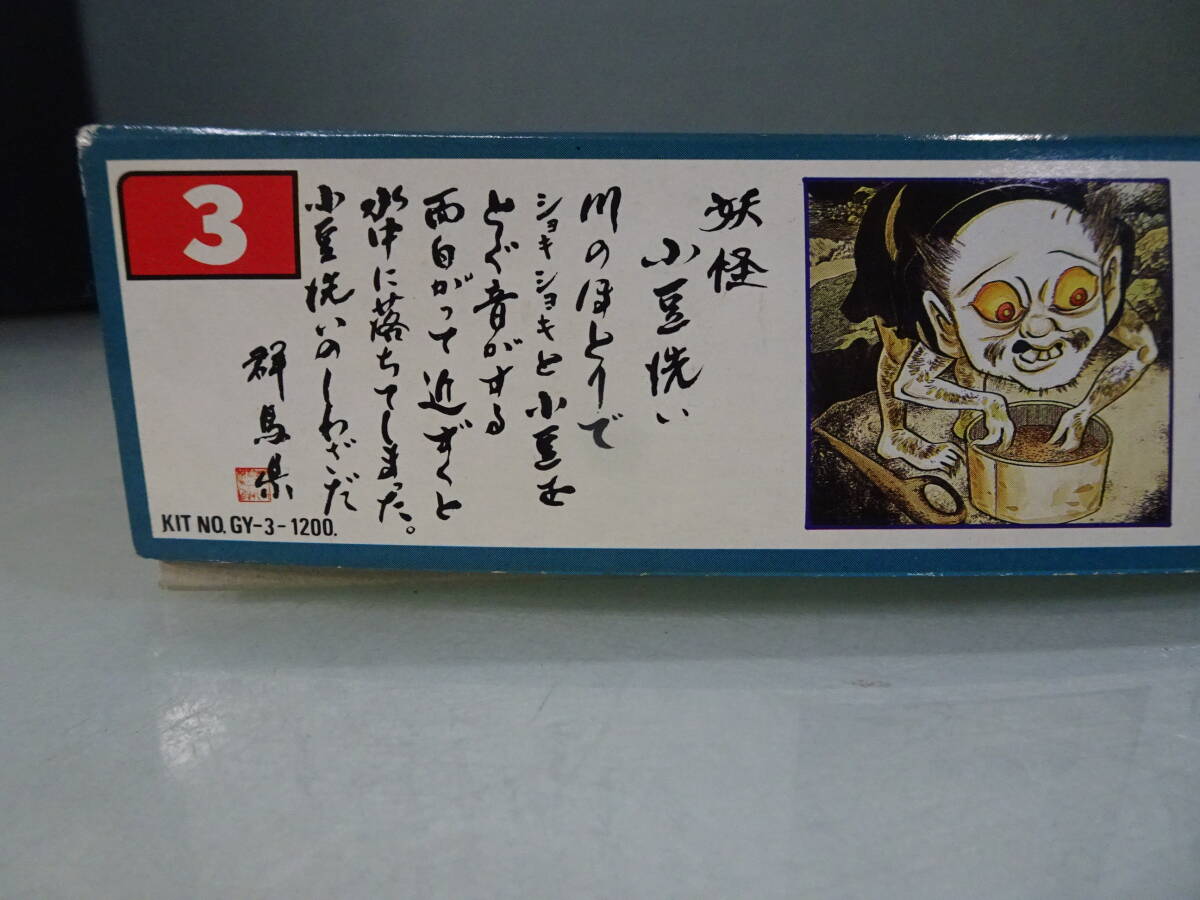 3
妖怪
小豆洗い
川のほとりで
ショキショキと小豆を
とぐ音がする
面白がって近ずくと
水中に落ちてしまった。
小豆洗いのしわざだ
群馬県
KIT NO. GY-3-1200.